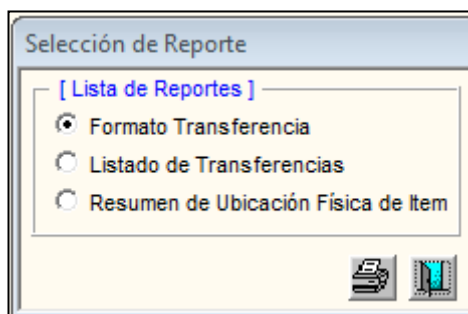 Selección de Reporte
[ Lista de Reportes ]
Formato Transferencia
Listado de Transferencias
Resumen de Ubicación Física de Item